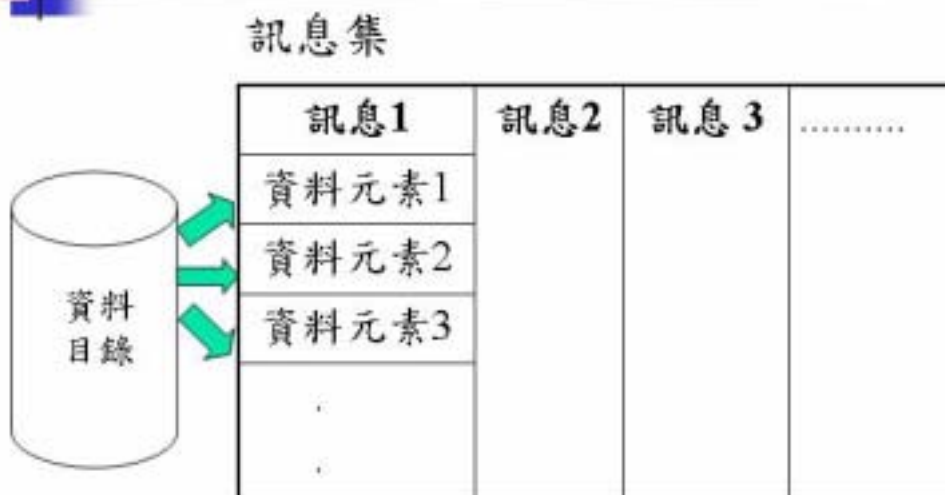 訊息集
訊息1 訊息2 訊息 3 ..........
資料元素1
資料元素2
資料元素3
.
.
資料
目錄